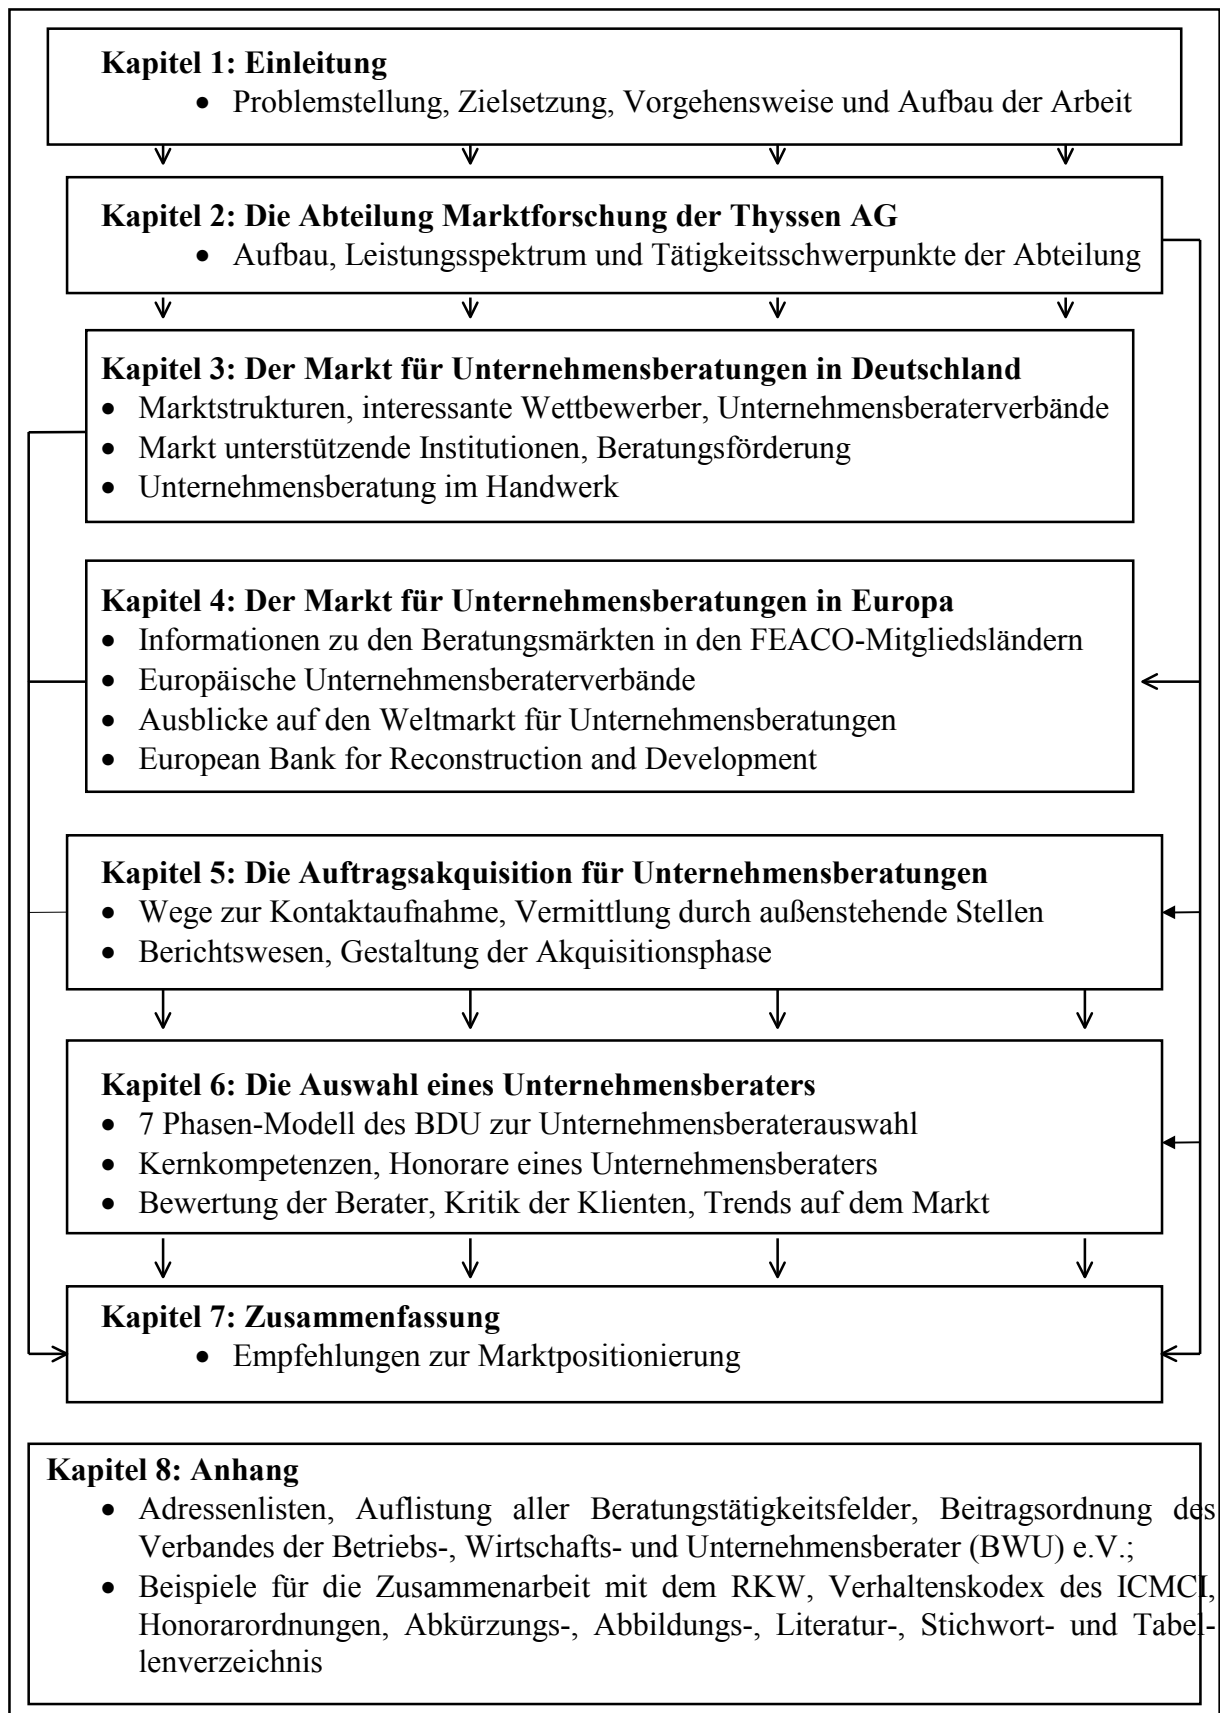 Kapitel 1: Einleitung
• Problemstellung, Zielsetzung, Vorgehensweise und Aufbau der Arbeit
Kapitel 2: Die Abteilung Marktforschung der Thyssen AG
• Aufbau, Leistungsspektrum und Tätigkeitsschwerpunkte der Abteilung
Kapitel 3: Der Markt für Unternehmensberatungen in Deutschland
• Marktstrukturen, interessante Wettbewerber, Unternehmensberaterverbände
• Markt unterstützende Institutionen, Beratungsförderung
• Unternehmensberatung im Handwerk
Kapitel 4: Der Markt für Unternehmensberatungen in Europa
• Informationen zu den Beratungsmärkten in den FEACO-Mitgliedsländern
• Europäische Unternehmensberaterverbände
• Ausblicke auf den Weltmarkt für Unternehmensberatungen
• European Bank for Reconstruction and Development
Kapitel 5: Die Auftragsakquisition für Unternehmensberatungen
• Wege zur Kontaktaufnahme, Vermittlung durch außenstehende Stellen
• Berichtswesen, Gestaltung der Akquisitionsphase
Kapitel 6: Die Auswahl eines Unternehmensberaters
• 7 Phasen-Modell des BDU zur Unternehmensberaterauswahl
• Kernkompetenzen, Honorare eines Unternehmensberaters
• Bewertung der Berater, Kritik der Klienten, Trends auf dem Markt
Kapitel 7: Zusammenfassung
• Empfehlungen zur Marktpositionierung
Kapitel 8: Anhang
• Adressenlisten, Auflistung aller Beratungstätigkeitsfelder, Beitragsordnung des
Verbandes der Betriebs-, Wirtschafts- und Unternehmensberater (BWU) e.V.;
• Beispiele für die Zusammenarbeit mit dem RKW, Verhaltenskodex des ICMCI,
Honorarordnungen, Abkürzungs-, Abbildungs-, Literatur-, Stichwort- und Tabel-
lenverzeichnis